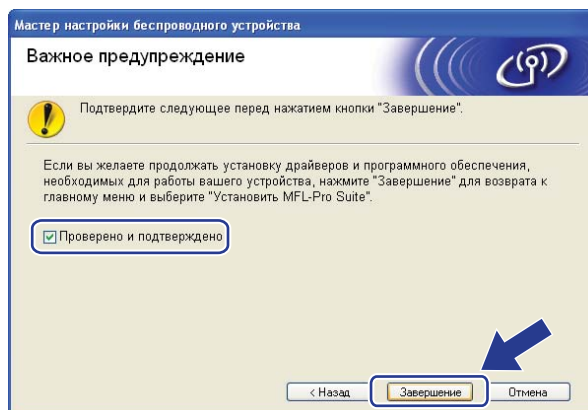 Мастер настройки беспроводного устройства
Важное предупреждение
Подтвердите следующее перед нажатием кнопки "Завершение".
Если вы желаете продолжать установку драйверов и программного обеспечения,
необходимых для работы вашего устройства, нажмите "Завершение" для возврата к
главному меню и выберите "Установить MFL-Pro Suite".
Проверено и подтверждено
< Назад Завершение Отмена